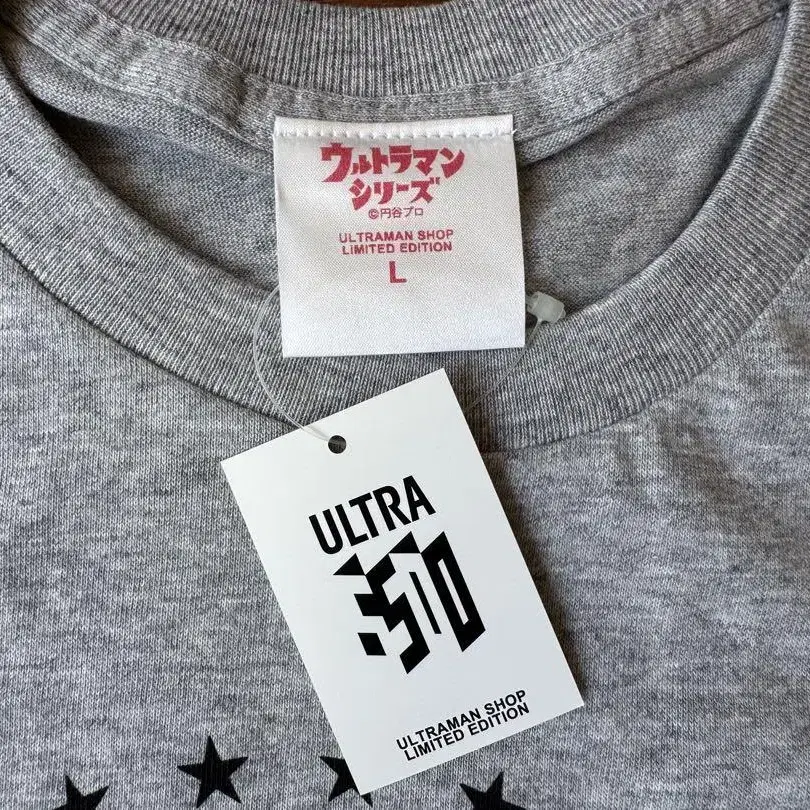 ウルトラマン
シリーズ
©円谷プロ
ULTRAMAN SHOP
LIMITED EDITION
L
ULTRA
ULTRAMAN SHOP
LIMITED EDITION